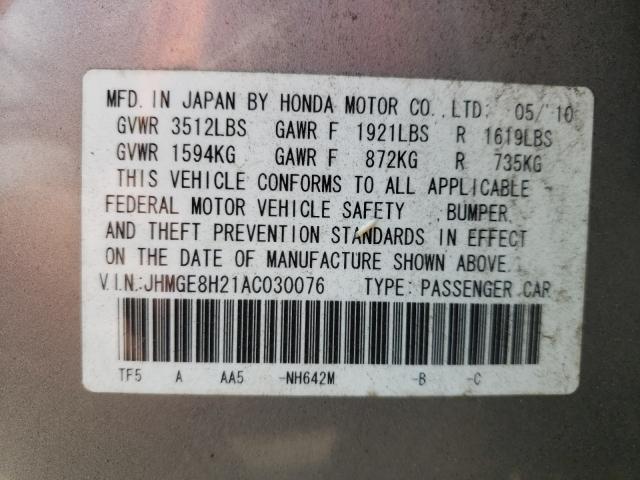 MFD. IN JAPAN BY HONDA MOTOR CO., LTD. 05/'10
GVWR 3512LBS GAWR F 1921LBS R 1619LBS
GVWR 1594KG GAWR F 872KG R 735KG
THIS VEHICLE CONFORMS TO ALL APPLICABLE
FEDERAL MOTOR VEHICLE SAFETY , BUMPER,
AND THEFT PREVENTION STANDARDS IN EFFECT
ON THE DATE OF MANUFACTURE SHOWN ABOVE.
V.I.N.:JHMGE8H21AC030076 TYPE: PASSENGER CAR
TF5 A AA5 -NH642M -B -C